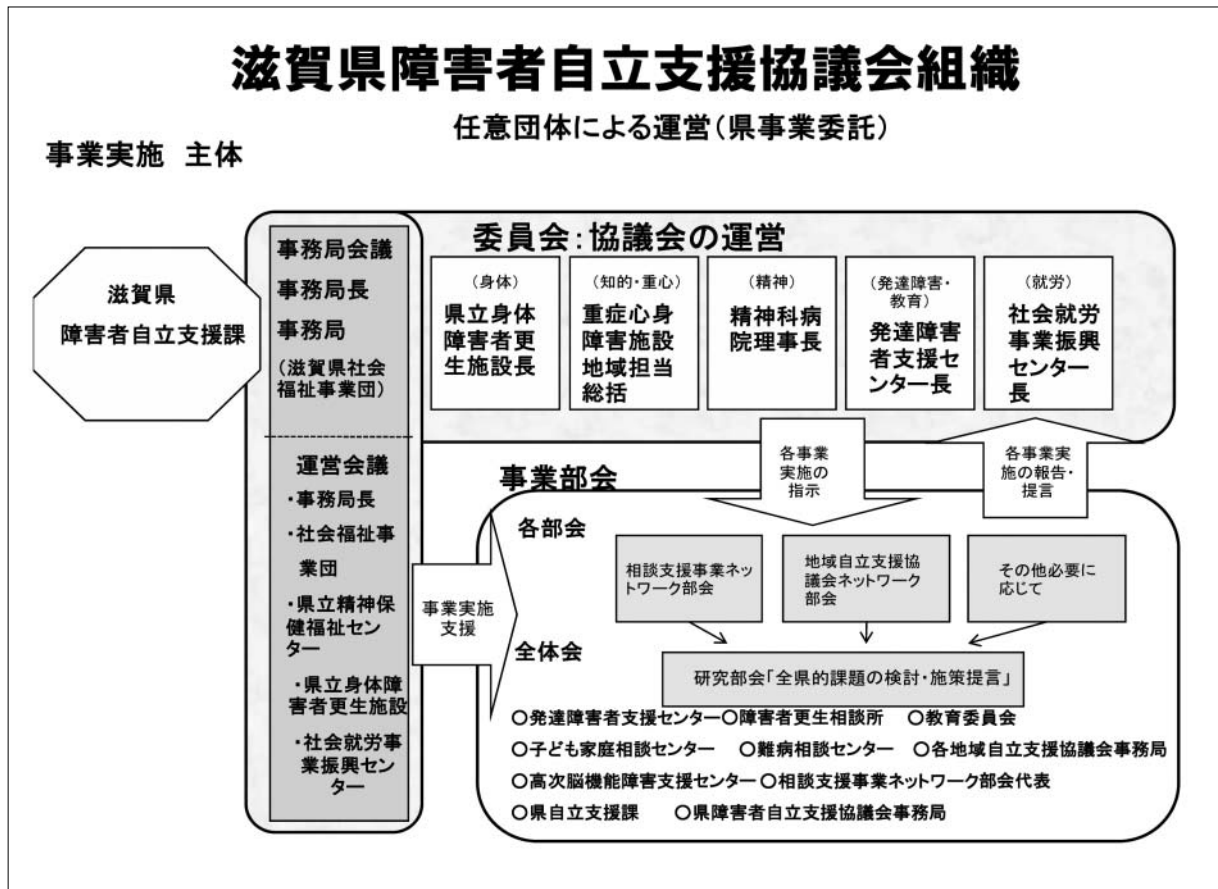 滋賀県障害者自立支援協議会組織
任意団体による運営(県事業委託)
事業実施 主体
滋賀県
障害者自立支援課
事務局会議
事務局長
事務局
(滋賀県社会
福祉事業団)
運営会議
・事務局長
・社会福祉事
業団
・県立精神保
健福祉セン
ター
・県立身体障
害者更生施設
・社会就労事
業振興セン
ター
委員会:協議会の運営
(身体)
県立身体
障害者更
生施設長
(知的・重心)
重症心身
障害施設
地域担当
総括
(精神)
精神科病
院理事長
(発達障害・
教育)
発達障害
者支援セ
ンター長
(就労)
社会就労
事業振興
センター
長
各事業
実施の
指示
各事業実
施の報告・
提言
事業実施
支援
事業部会
各部会
相談支援事業ネッ
トワーク部会
地域自立支援協
議会ネットワーク
部会
その他必要に
応じて
全体会
研究部会「全県的課題の検討・施策提言」
○発達障害者支援センター○障害者更生相談所 ○教育委員会
○子ども家庭相談センター ○難病相談センター ○各地域自立支援協議会事務局
○高次脳機能障害支援センター ○相談支援事業ネットワーク部会代表
○県自立支援課 ○県障害者自立支援協議会事務局